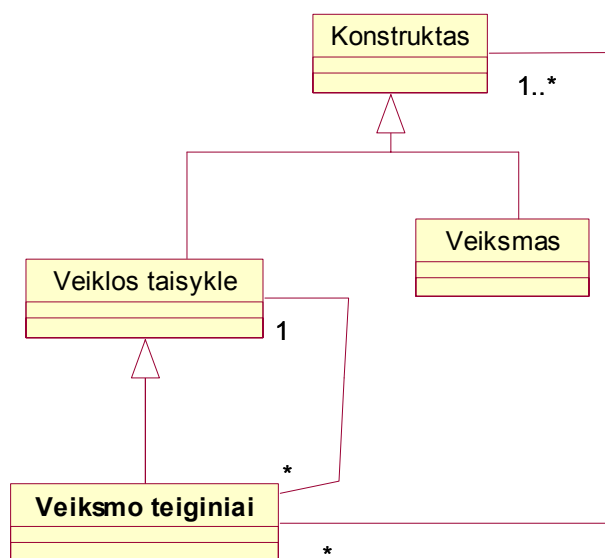 Konstruktas
1..*
Veiksmas
Veiklos taisykle
1
*
Veiksmo teiginiai
*